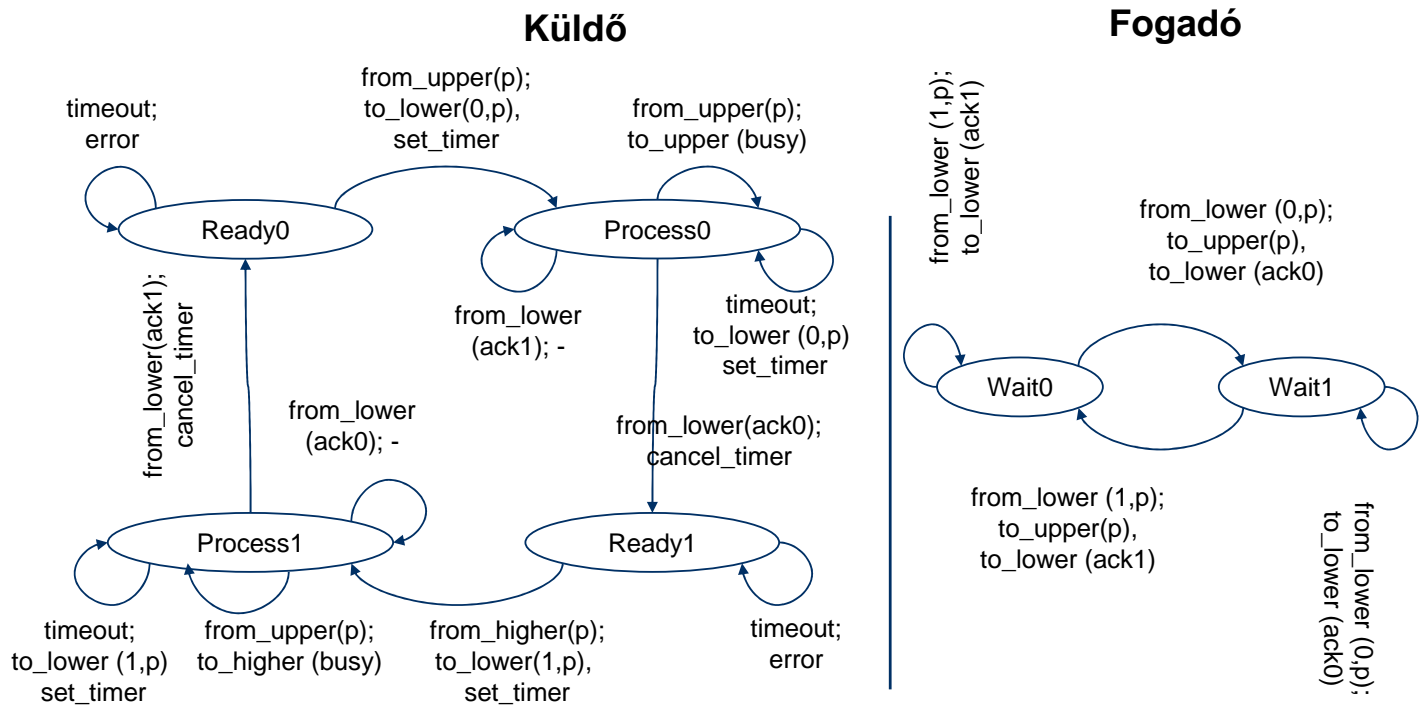 Küldő
Fogadó
timeout;
error
from_upper(p);
to_lower(0,p),
set_timer
from_upper(p);
to_upper (busy)
Ready0
Process0
from_lower
(ack1); -
timeout;
to_lower (0,p)
set_timer
from_lower(ack1);
cancel_timer
from_lower
(ack0); -
from_lower(ack0);
cancel_timer
Process1
Ready1
timeout;
to_lower (1,p)
set_timer
from_upper(p);
to_higher (busy)
from_higher(p);
to_lower(1,p),
set_timer
timeout;
error
from_lower (1,p);
to_lower (ack1)
from_lower (0,p);
to_upper(p),
to_lower (ack0)
Wait0
Wait1
from_lower (1,p);
to_upper(p),
to_lower (ack1)
from_lower (0,p);
to_lower (ack0)